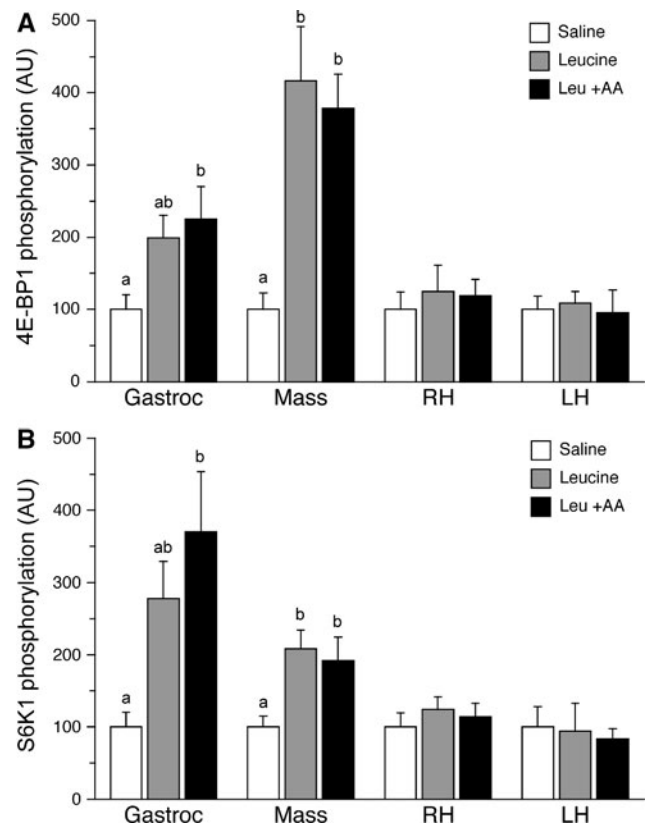 A
4E-BP1 phosphorylation (AU)
500
400
300
200
100
0
Saline
Leucine
Leu +AA
a
ab
b
a
b
b
Gastroc
Mass
RH
LH
B
S6K1 phosphorylation (AU)
500
400
300
200
100
0
Saline
Leucine
Leu +AA
a
ab
b
a
b
b
Gastroc
Mass
RH
LH